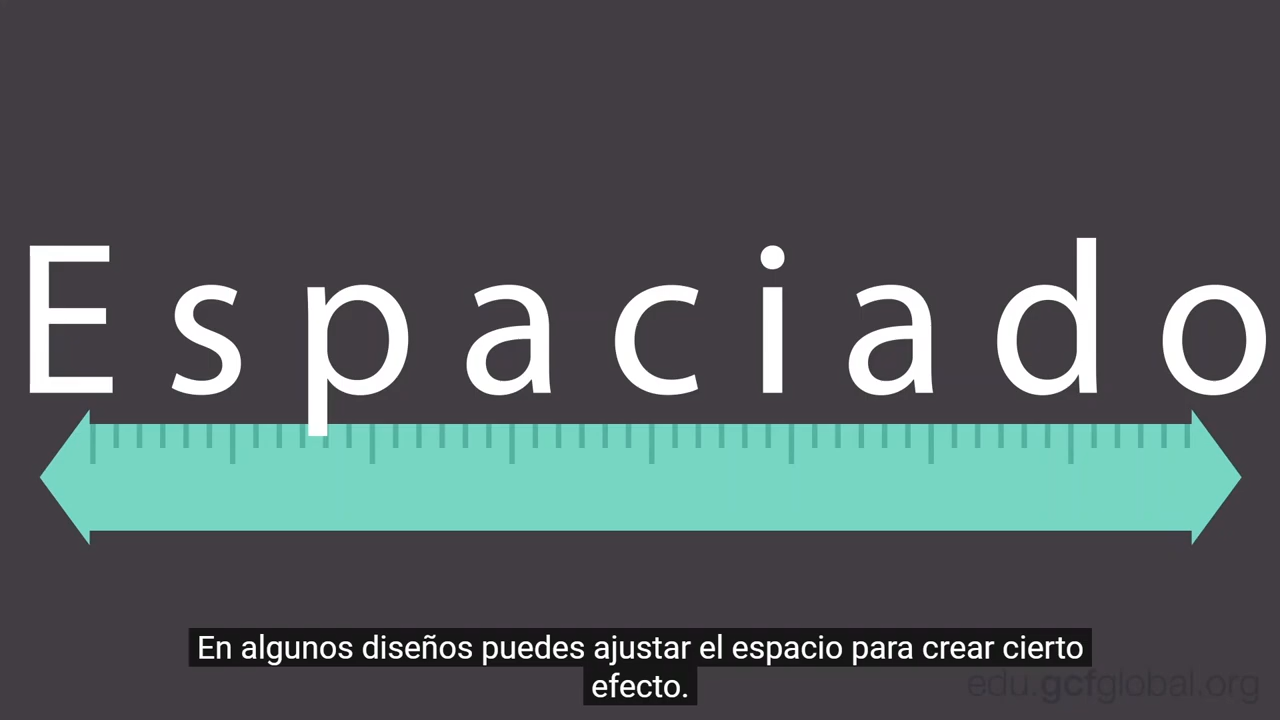 Espaciado
En algunos diseños puedes ajustar el espacio para crear cierto
efecto.
edu.gcfglobal.org